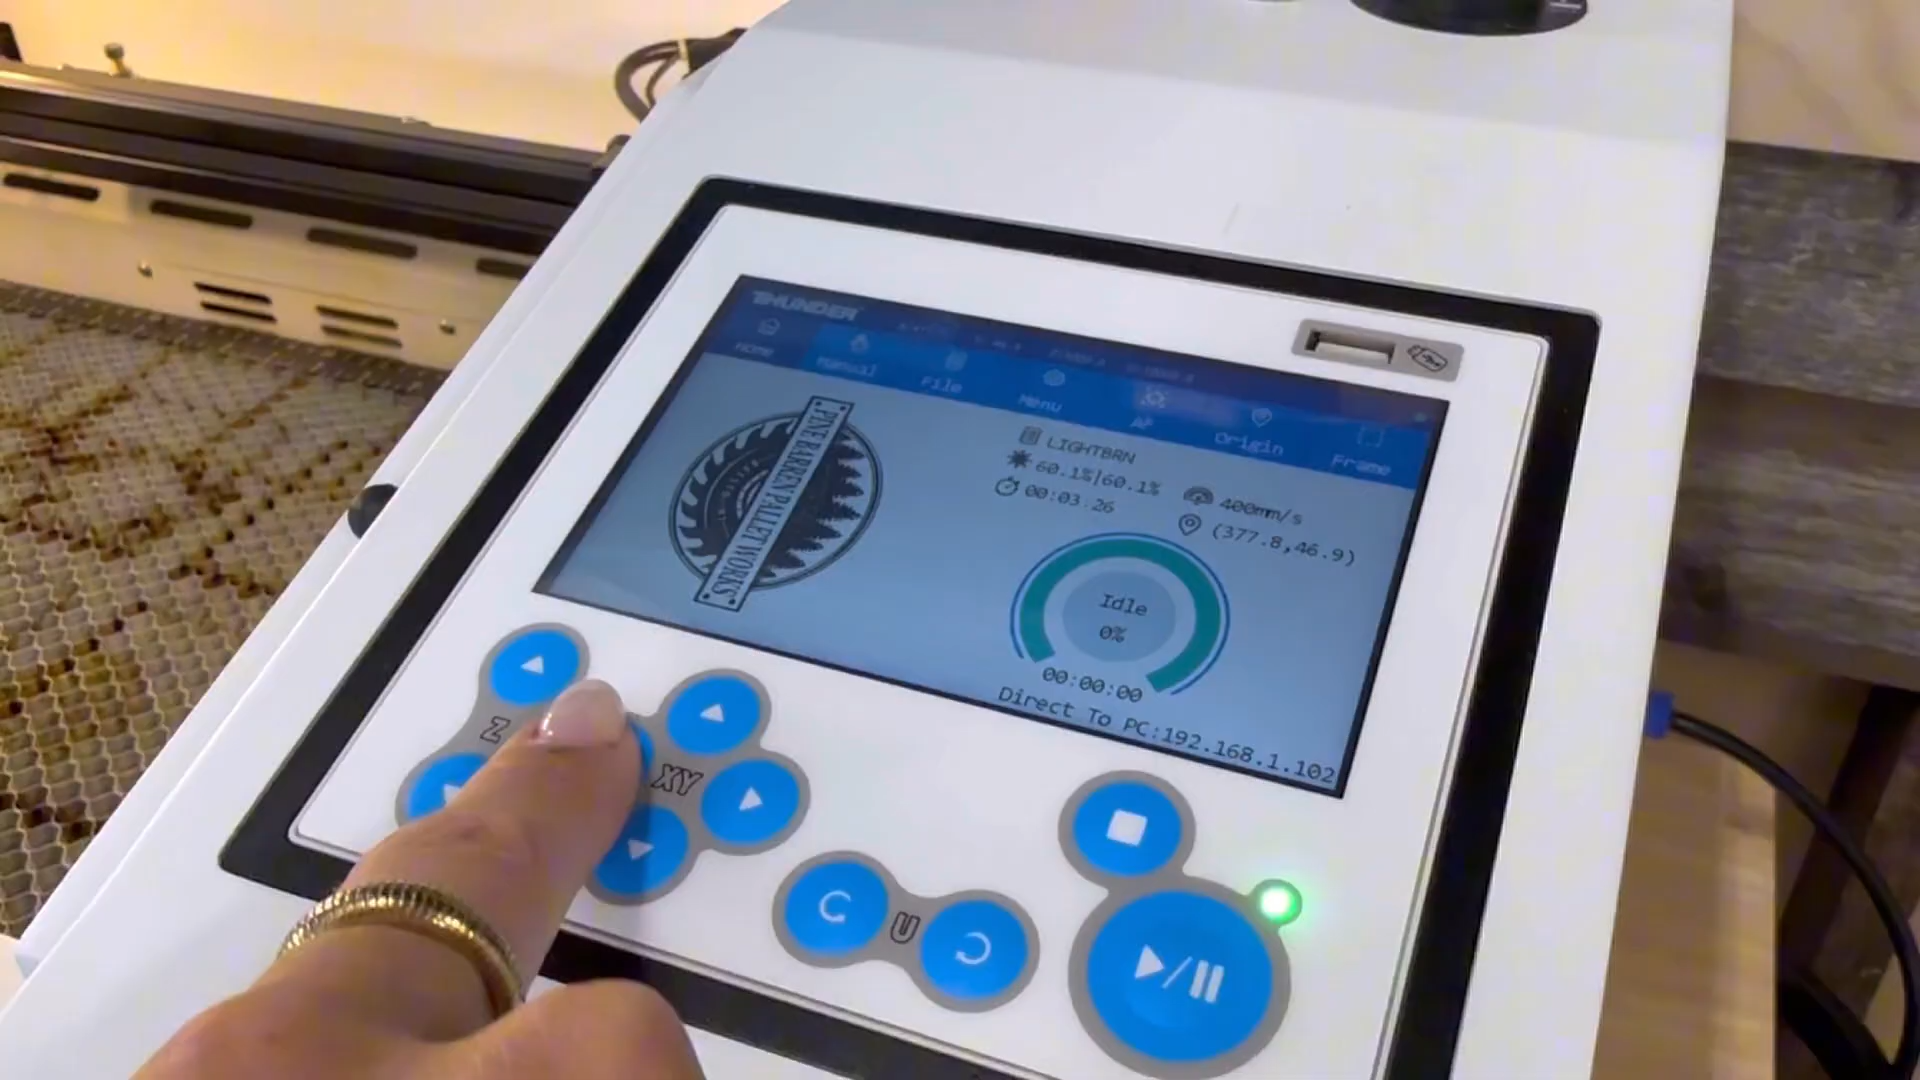 THUNDER
Home
Manual
File
Menu
AF
Origin
Frame
PINE BARREN PALLET WORKS
LIGHTBRN
60.1%|60.1%
400mm/s
00:03.26
(377.8,46.9)
Idle
0%
00:00:00
Direct To PC:192.168.1.102
Z
XY
U